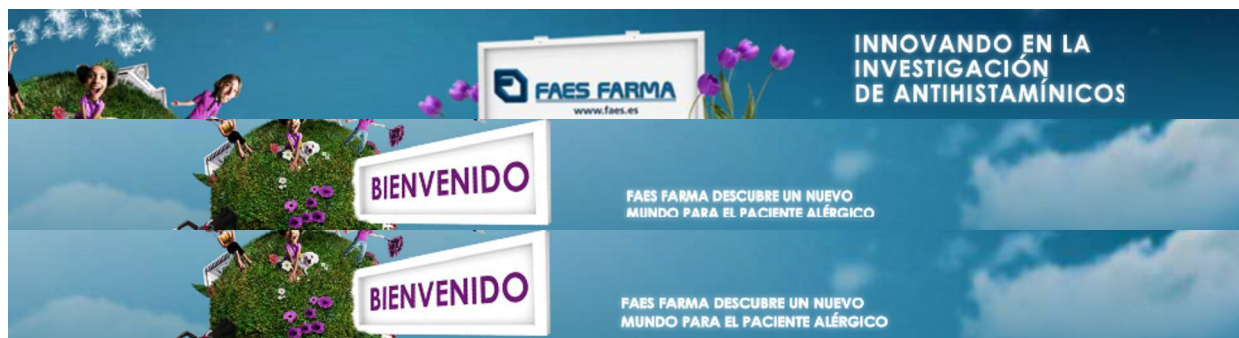 INNOVANDO EN LA
INVESTIGACIÓN
DE ANTIHISTAMÍNICOS
FAES FARMA
www.faes.es
BIENVENIDO
FAES FARMA DESCUBRE UN NUEVO
MUNDO PARA EL PACIENTE ALÉRGICO
BIENVENIDO
FAES FARMA DESCUBRE UN NUEVO
MUNDO PARA EL PACIENTE ALÉRGICO